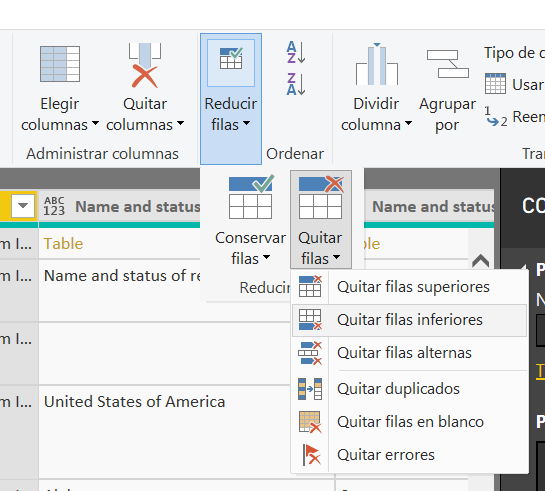 Tipo de d
Elegir
columnas
Quitar
columnas
Reducir
filas
A
Z
Z
A
Dividir
columna
Agrupar
por
Usar
1
2
Reem
Administrar columnas
Ordenar
Tran
ABC
123
Name and status
Name and status
CO
Conservar
filas
Quitar
filas
m I...
Table
ble
m I...
Name and status of re
Reducir
Quitar filas superiores
Quitar filas inferiores
Quitar filas alternas
Quitar duplicados
Quitar filas en blanco
Quitar errores
P
N
T
m I...
United States of America
P